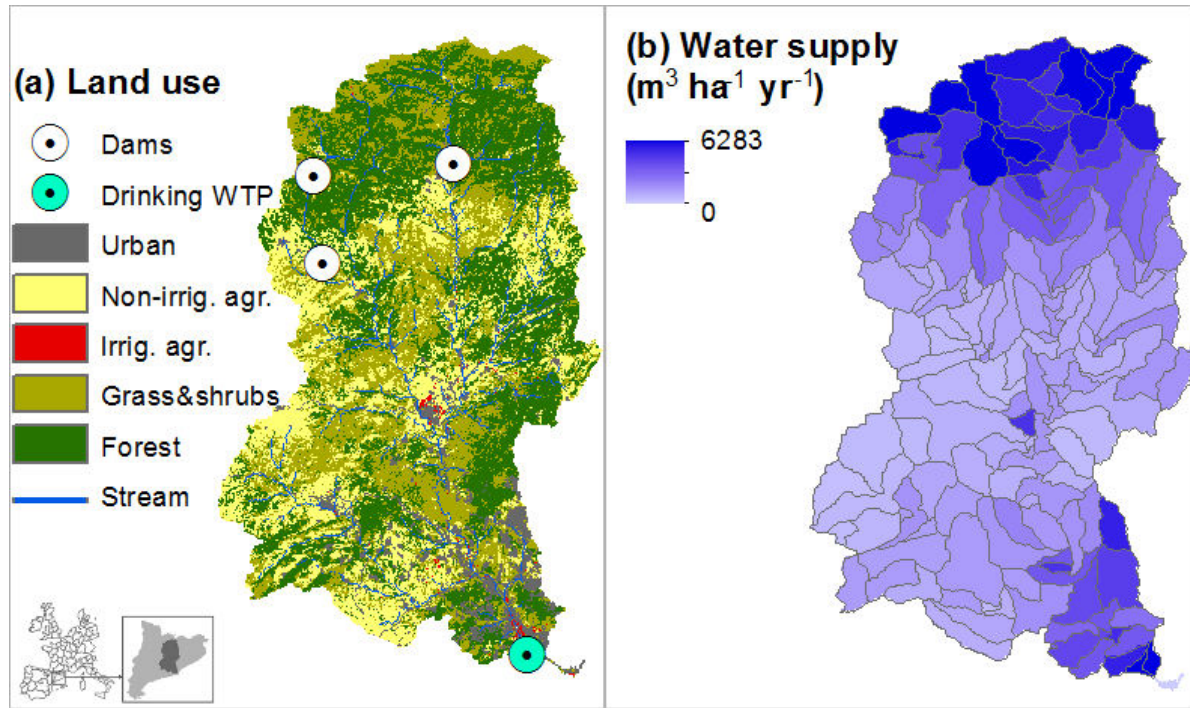 (a) Land use
Dams
Drinking WTP
Urban
Non-irrig. agr.
Irrig. agr.
Grass&shrubs
Forest
Stream
(b) Water supply
(m³ ha⁻¹ yr⁻¹)
6283
0